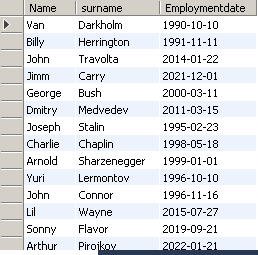 Name surname Employmentdate
Van Darkholm 1990-10-10
Billy Herrington 1991-11-11
John Travolta 2014-01-22
Jimm Carry 2021-12-01
George Bush 2000-03-11
Dmitry Medvedev 2011-03-15
Joseph Stalin 1995-02-23
Charlie Chaplin 1998-05-18
Arnold Sharzenegger 1999-01-01
Yuri Lermontov 1996-10-10
John Connor 1996-11-16
Lil Wayne 2015-07-27
Sonny Flavor 2019-09-21
Arthur Pirojkov 2022-01-21